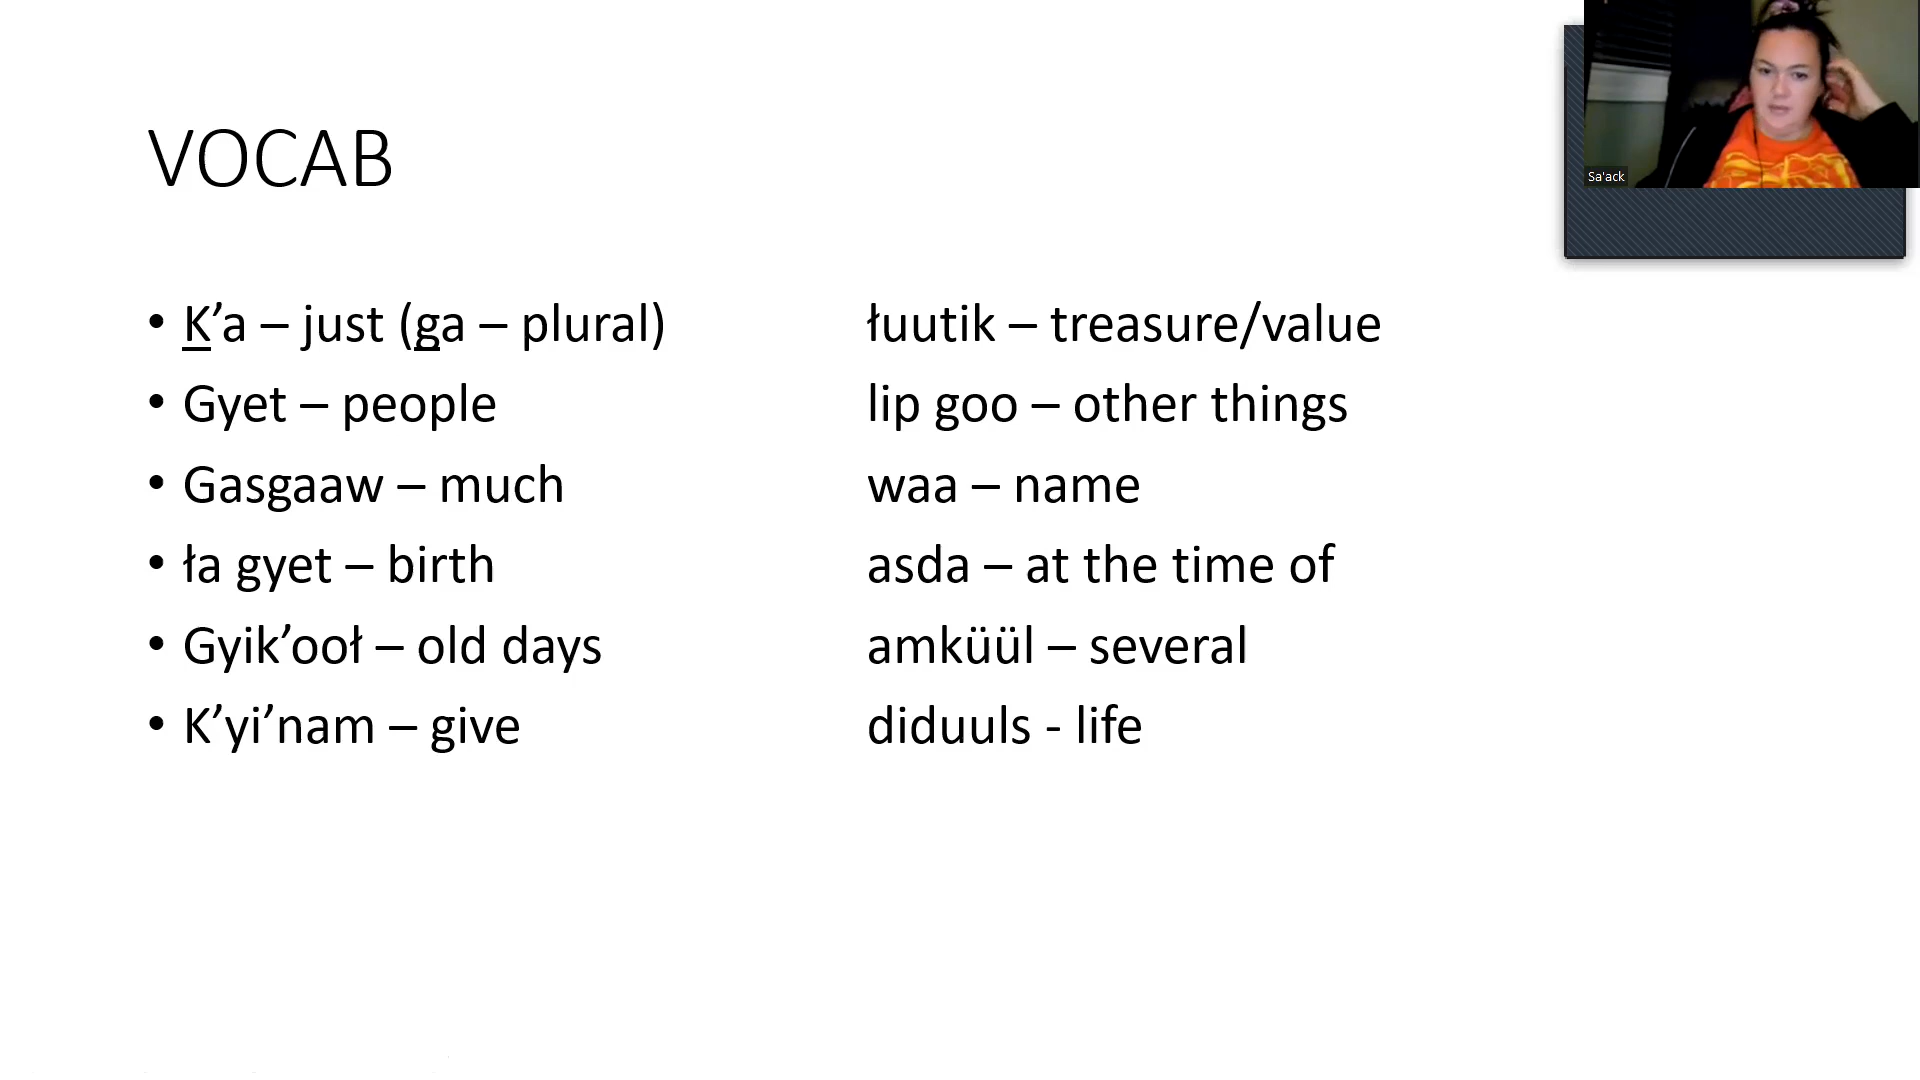 VOCAB
• K̲’a – just (g̲a – plural)
• Gyet – people
• Gasgaaw – much
• ła gyet – birth
• Gyik’ooł – old days
• K’yi’nam – give
łuutik – treasure/value
lip goo – other things
waa – name
asda – at the time of
amküül – several
diduuls - life
Sa'ack